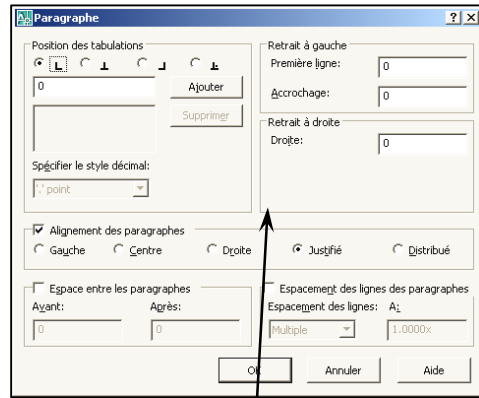 Paragraphe
Position des tabulations
0
Ajouter
Supprimer
Spécifier le style décimal:
'.' point
Retrait à gauche
Première ligne: 0
Accrochage: 0
Retrait à droite
Droite: 0
Alignement des paragraphes
Gauche Centre Droite Justifié Distribué
Espace entre les paragraphes
Avant: Après:
0 0
Espacement des lignes des paragraphes
Espacement des lignes: A:
Multiple 1.0000x
OK Annuler Aide